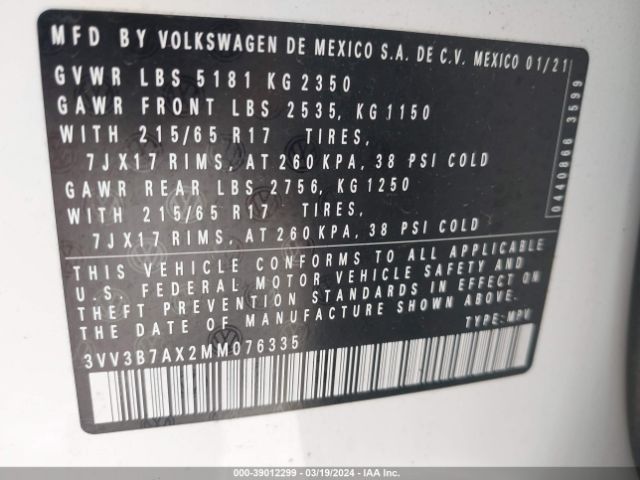 MFD BY VOLKSWAGEN DE MEXICO S.A. DE C.V. MEXICO 01/21
GVWR LBS 5181 KG 2350
GAWR FRONT LBS 2535, KG 1150
WITH 215/65 R17 TIRES,
7JX17 RIMS, AT 260 KPA, 38 PSI COLD
GAWR REAR LBS 2756, KG 1250
WITH 215/65 R17 TIRES,
7JX17 RIMS, AT 260 KPA, 38 PSI COLD
THIS VEHICLE CONFORMS TO ALL APPLICABLE
U.S. FEDERAL MOTOR VEHICLE SAFETY AND
THEFT PREVENTION STANDARDS IN EFFECT ON
THE DATE OF MANUFACTURE SHOWN ABOVE.
3VV3B7AX2MM076335
TYPE: MPV
0440866 3599
000-39012299 - 03/19/2024 - IAA Inc.